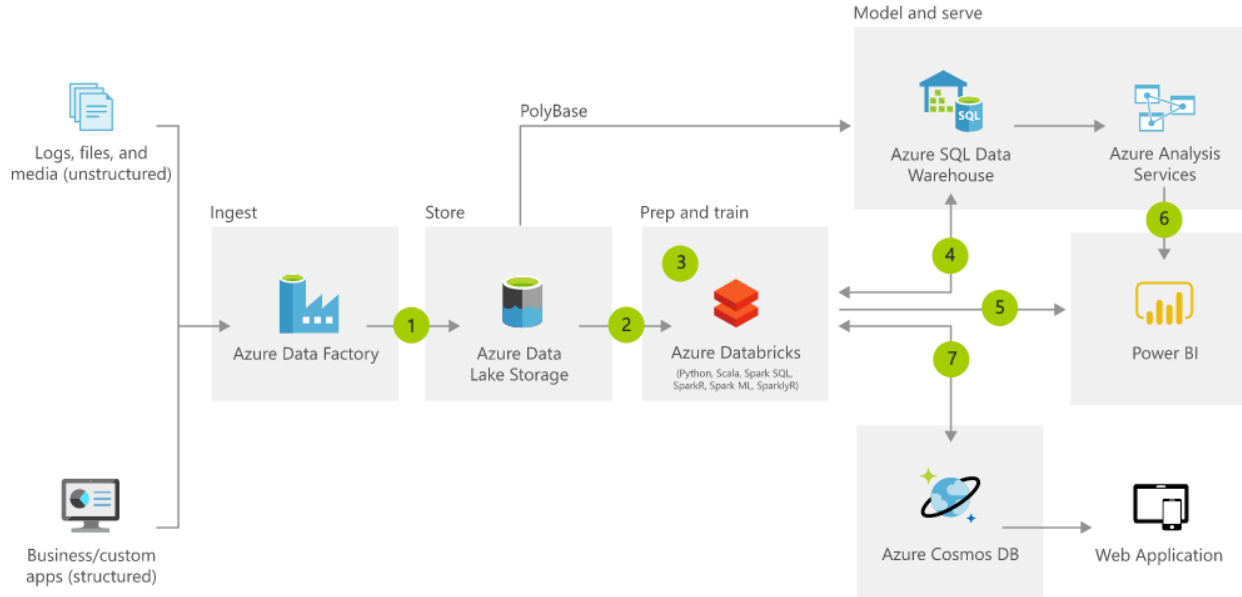 Model and serve
PolyBase
SQL
Logs, files, and
media (unstructured)
Azure SQL Data
Warehouse
Azure Analysis
Services
Ingest
Store
Prep and train
6
3
4
5
1
2
Azure Data Factory
Azure Data
Lake Storage
Azure Databricks
(Python, Scala, Spark SQL,
SparkR, Spark ML, SparklyR)
Power BI
7
Business/custom
apps (structured)
Azure Cosmos DB
Web Application